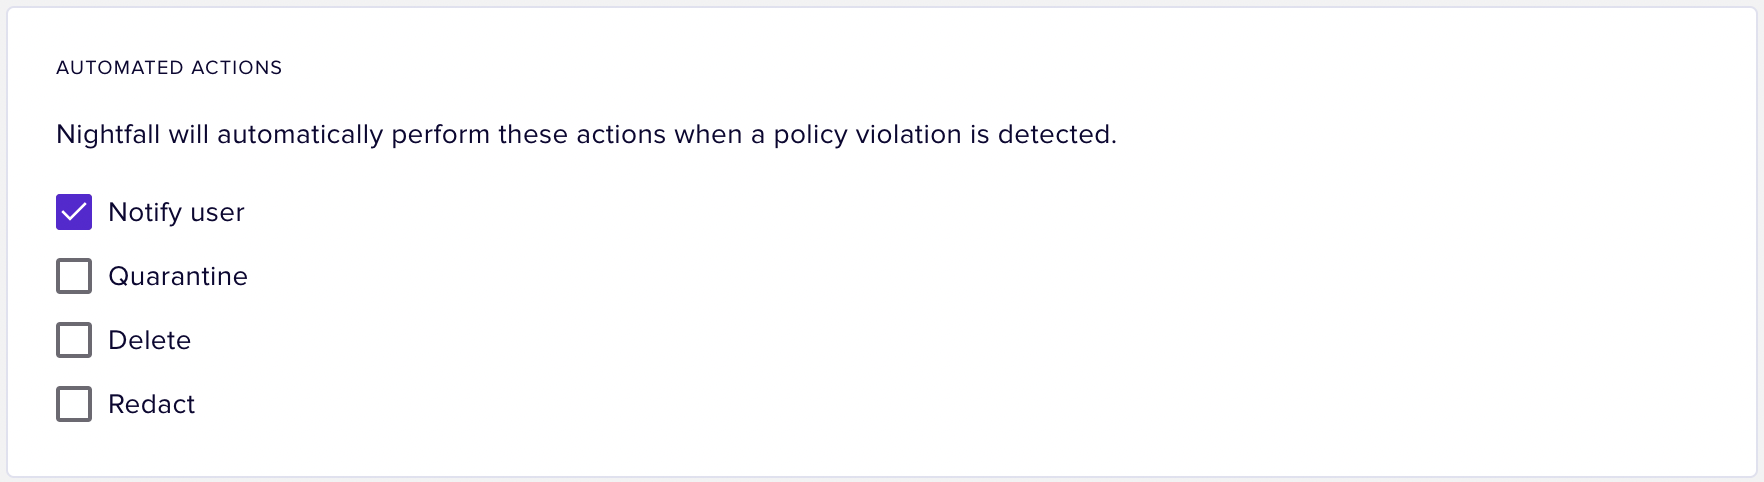 AUTOMATED ACTIONS
Nightfall will automatically perform these actions when a policy violation is detected.
Notify user
Quarantine
Delete
Redact